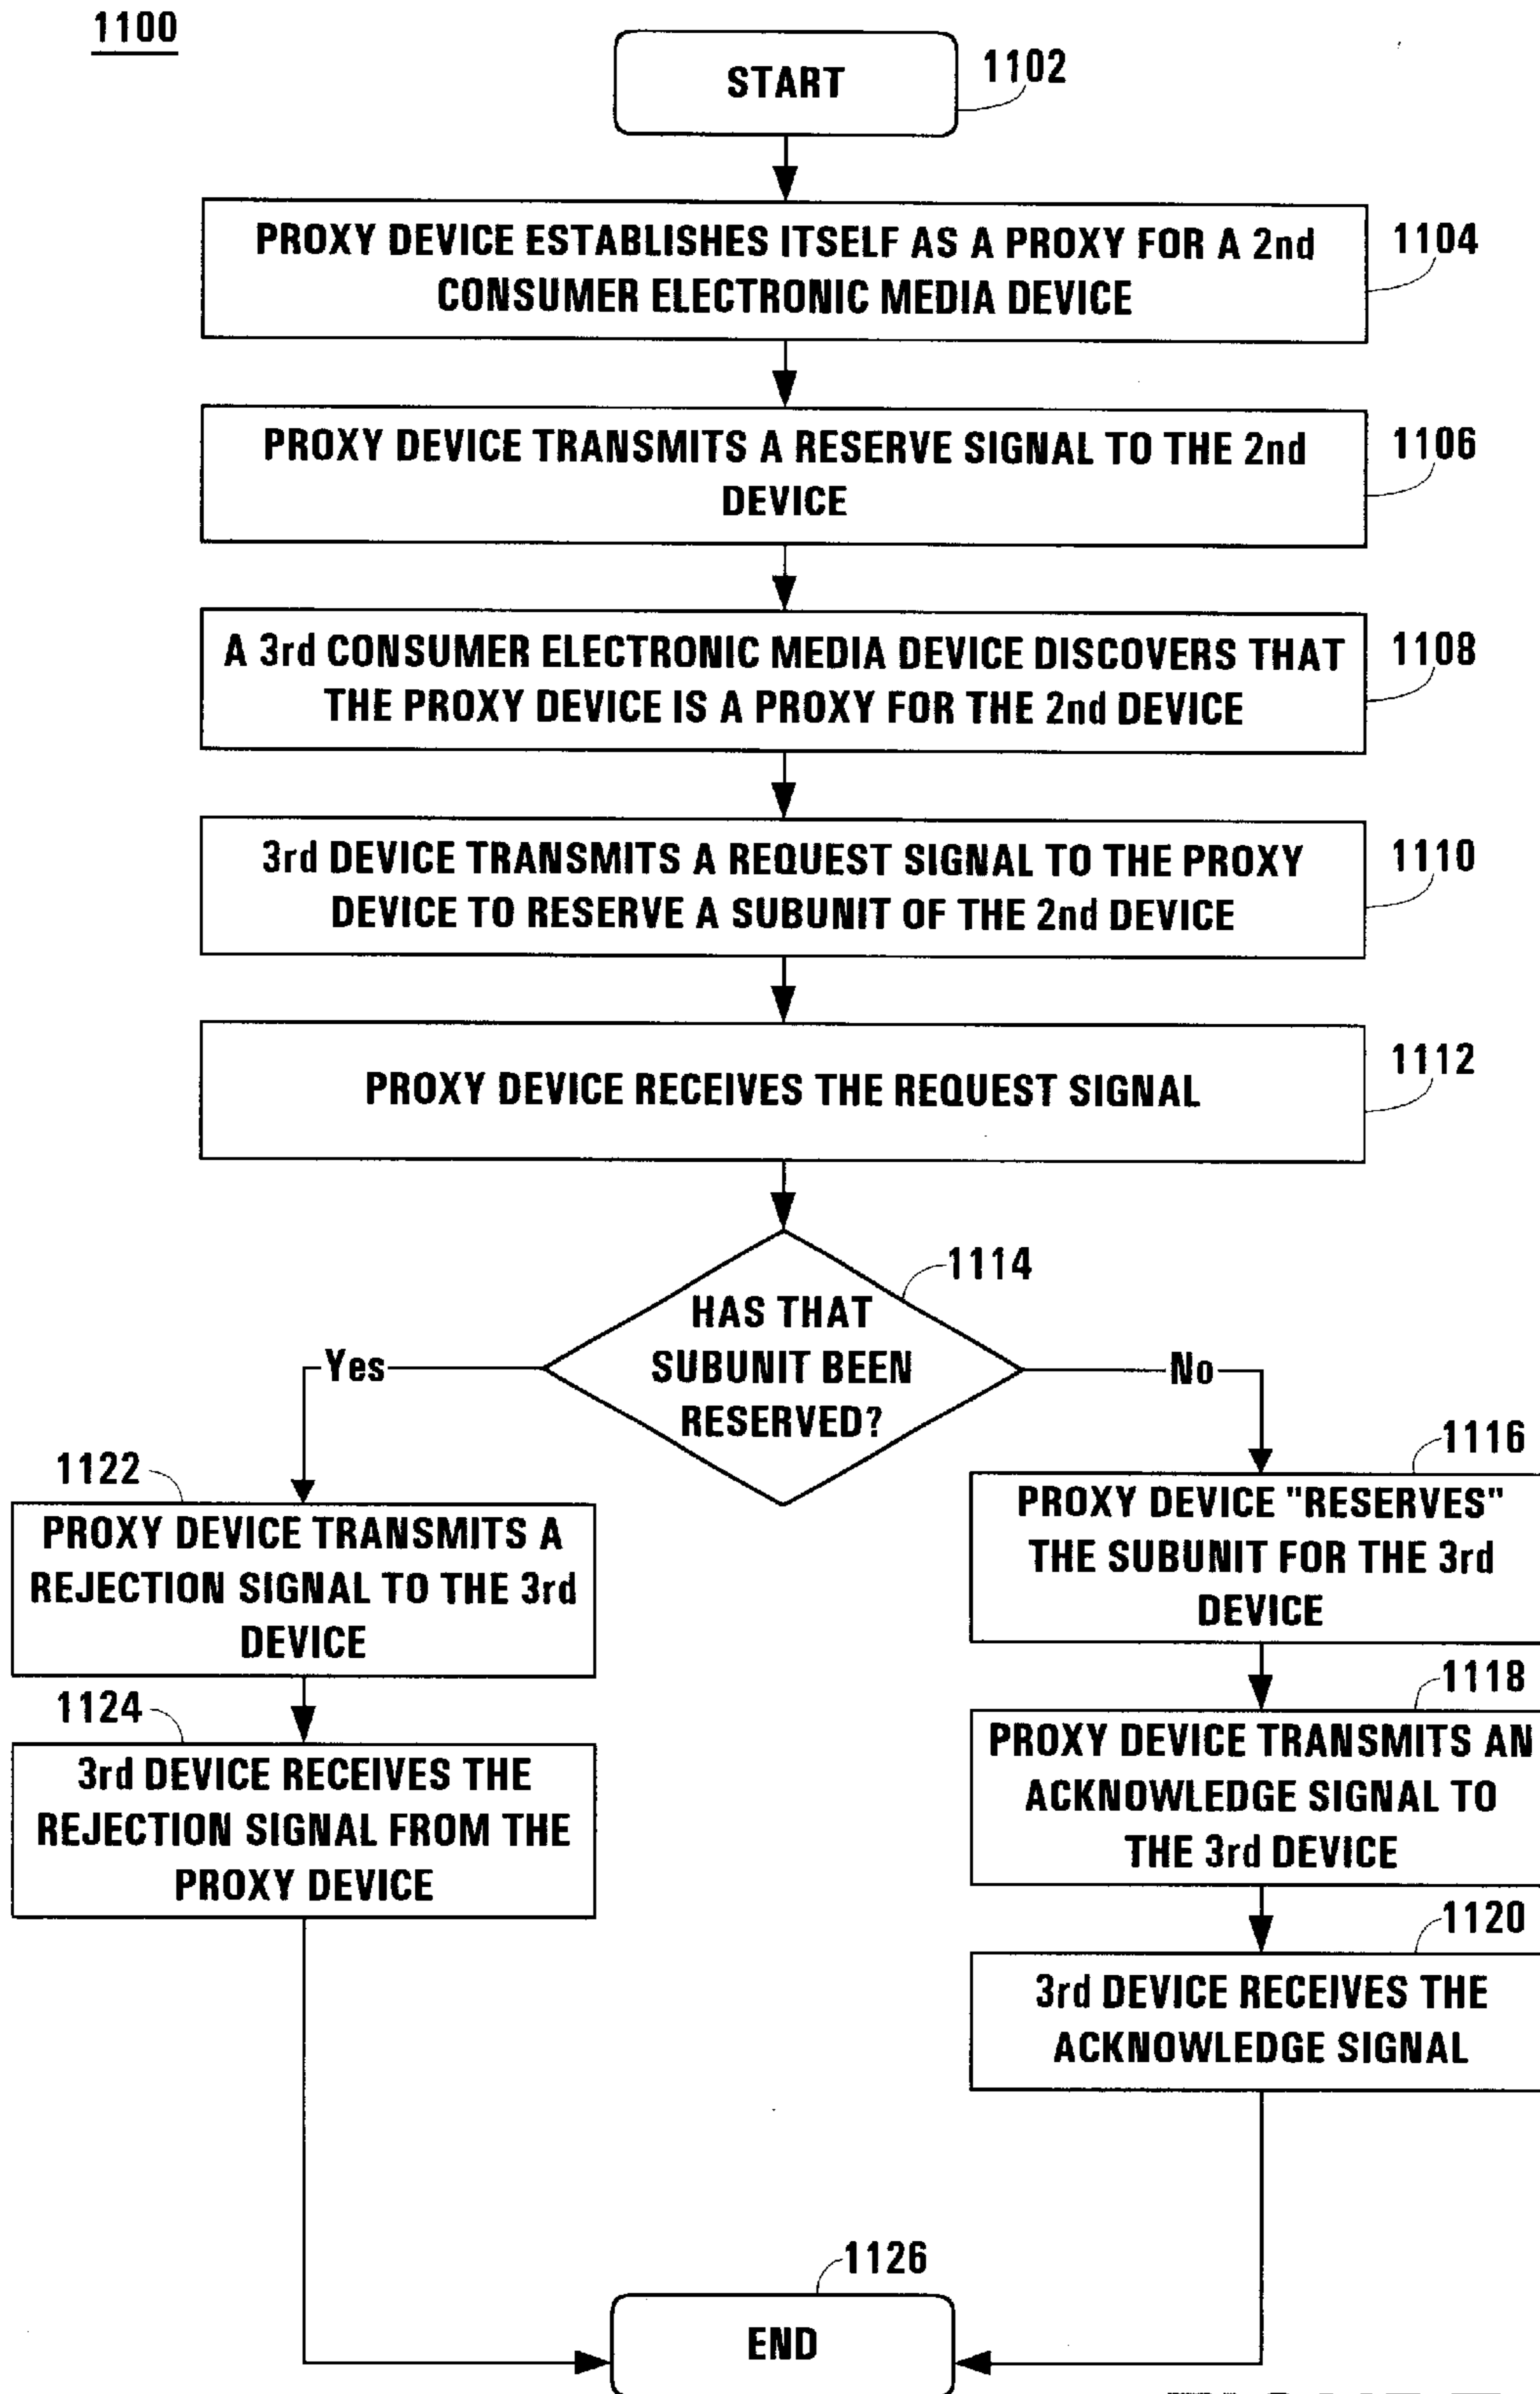 1100
START
1102
PROXY DEVICE ESTABLISHES ITSELF AS A PROXY FOR A 2nd
CONSUMER ELECTRONIC MEDIA DEVICE
1104
PROXY DEVICE TRANSMITS A RESERVE SIGNAL TO THE 2nd
DEVICE
1106
A 3rd CONSUMER ELECTRONIC MEDIA DEVICE DISCOVERS THAT
THE PROXY DEVICE IS A PROXY FOR THE 2nd DEVICE
1108
3rd DEVICE TRANSMITS A REQUEST SIGNAL TO THE PROXY
DEVICE TO RESERVE A SUBUNIT OF THE 2nd DEVICE
1110
PROXY DEVICE RECEIVES THE REQUEST SIGNAL
1112
1114
HAS THAT
SUBUNIT BEEN
RESERVED?
Yes
No
1122
PROXY DEVICE TRANSMITS A
REJECTION SIGNAL TO THE 3rd
DEVICE
1124
3rd DEVICE RECEIVES THE
REJECTION SIGNAL FROM THE
PROXY DEVICE
1116
PROXY DEVICE "RESERVES"
THE SUBUNIT FOR THE 3rd
DEVICE
1118
PROXY DEVICE TRANSMITS AN
ACKNOWLEDGE SIGNAL TO
THE 3rd DEVICE
1120
3rd DEVICE RECEIVES THE
ACKNOWLEDGE SIGNAL
1126
END